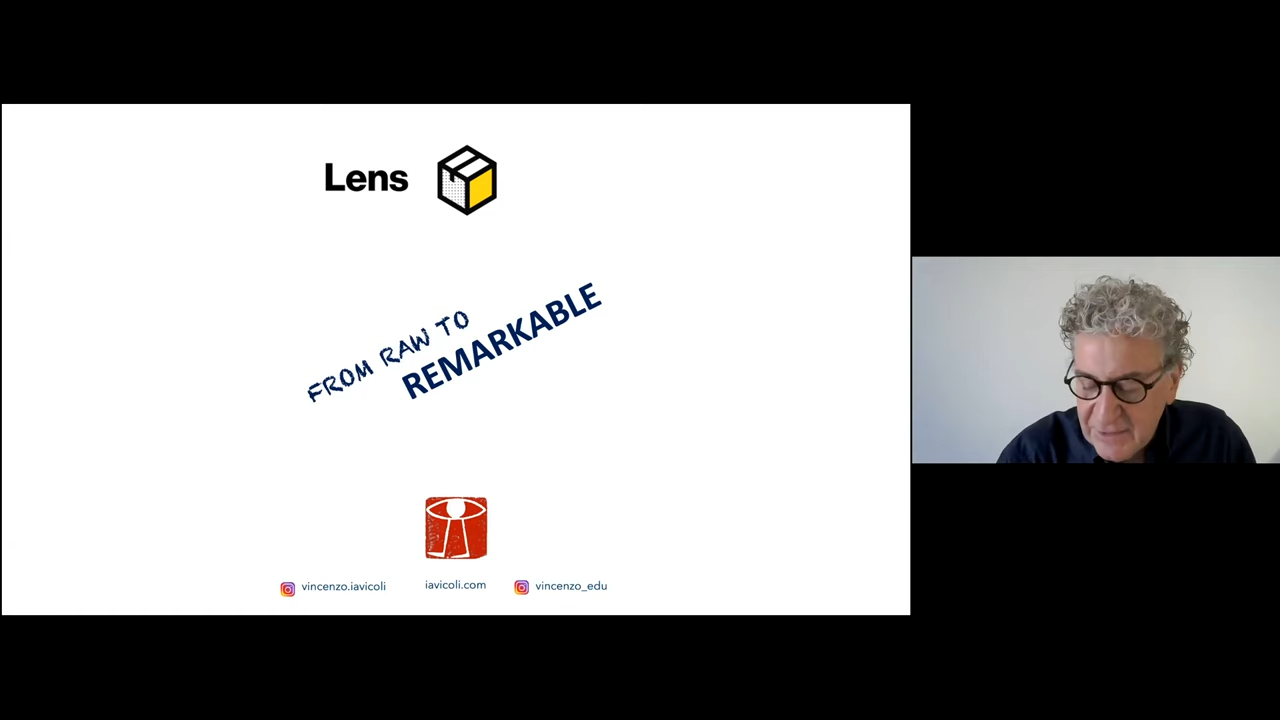 Lens
FROM RAW TO
REMARKABLE
vincenzo.iavicoli
iavicoli.com
vincenzo_edu